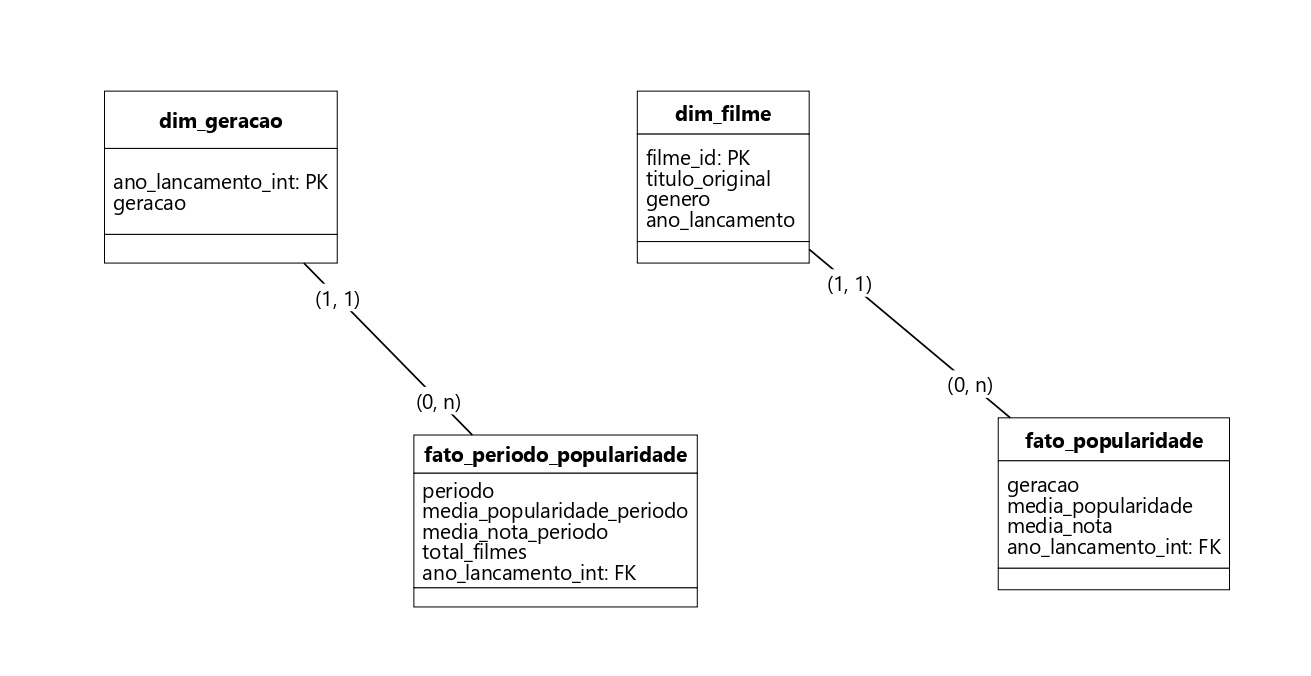 dim_geracao
ano_lancamento_int: PK
geracao
(1, 1)
(0, n)
fato_periodo_popularidade
periodo
media_popularidade_periodo
media_nota_periodo
total_filmes
ano_lancamento_int: FK
dim_filme
filme_id: PK
titulo_original
genero
ano_lancamento
(1, 1)
(0, n)
fato_popularidade
geracao
media_popularidade
media_nota
ano_lancamento_int: FK